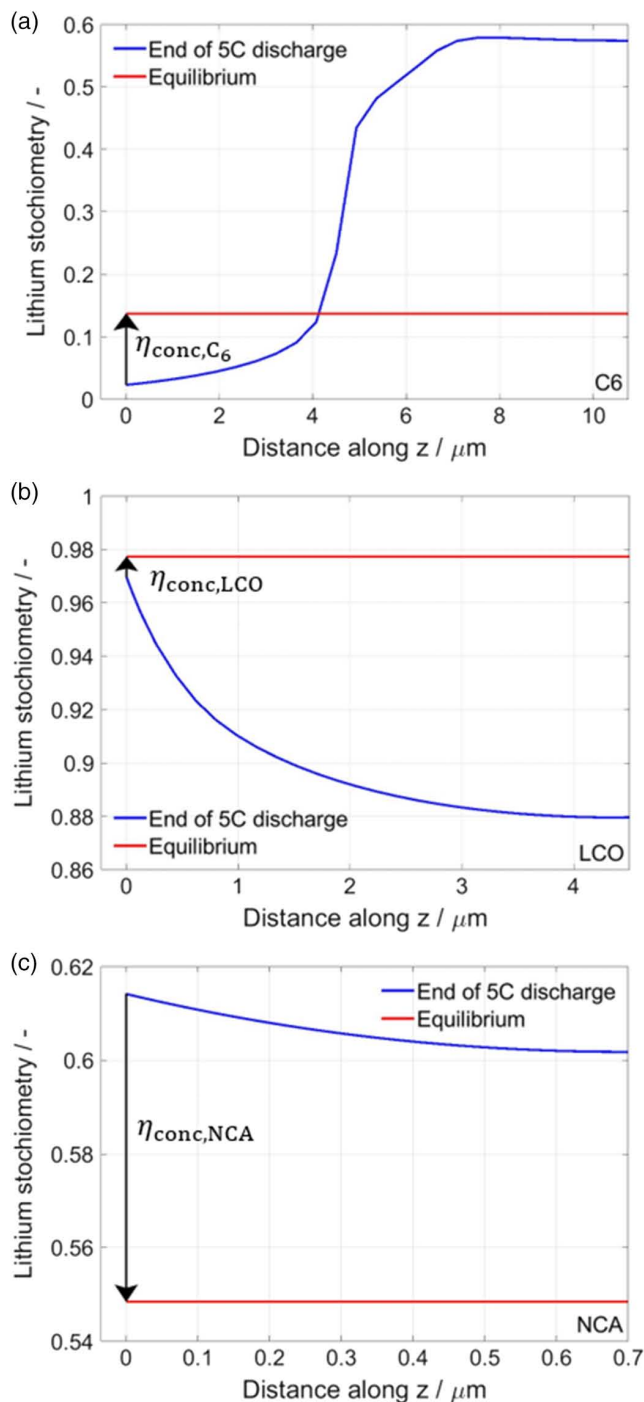 (a)
0.6
0.5
0.4
0.3
0.2
0.1
0
Lithium stochiometry / -
End of 5C discharge
Equilibrium
η_conc,C₆
C6
0 2 4 6 8 10
Distance along z / μm
(b)
1
0.98
0.96
0.94
0.92
0.9
0.88
0.86
Lithium stochiometry / -
η_conc,LCO
End of 5C discharge
Equilibrium
LCO
0 1 2 3 4
Distance along z / μm
(c)
0.62
0.6
0.58
0.56
0.54
Lithium stochiometry / -
End of 5C discharge
Equilibrium
η_conc,NCA
NCA
0 0.1 0.2 0.3 0.4 0.5 0.6 0.7
Distance along z / μm